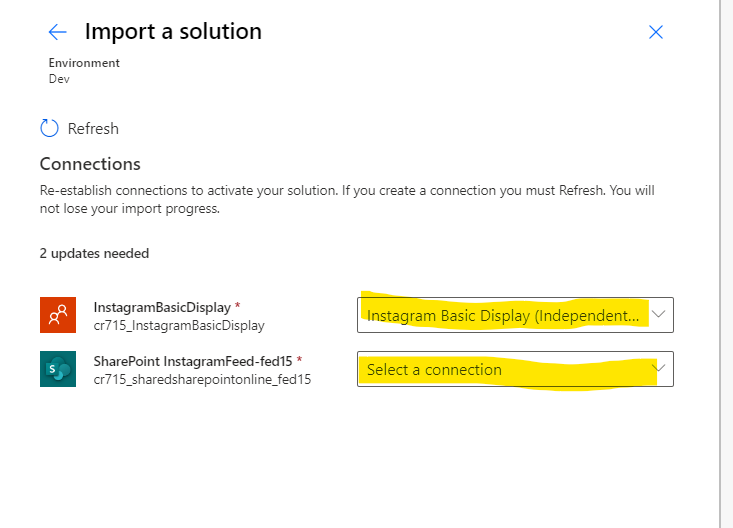 Import a solution
Environment
Dev
Refresh
Connections
Re-establish connections to activate your solution. If you create a connection you must Refresh. You will
not lose your import progress.
2 updates needed
InstagramBasicDisplay *
cr715_InstagramBasicDisplay
Instagram Basic Display (Independent...
SharePoint InstagramFeed-fed15 *
cr715_sharedsharepointonline_fed15
Select a connection